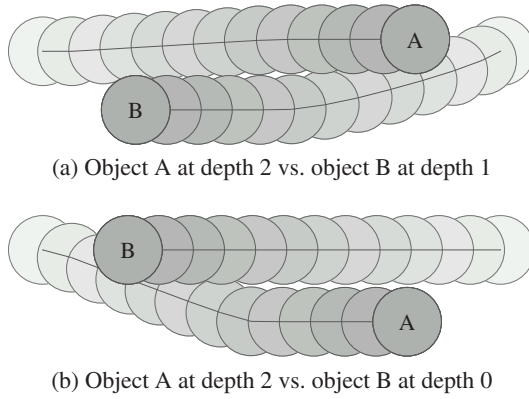 A
B
(a) Object A at depth 2 vs. object B at depth 1
B
A
(b) Object A at depth 2 vs. object B at depth 0